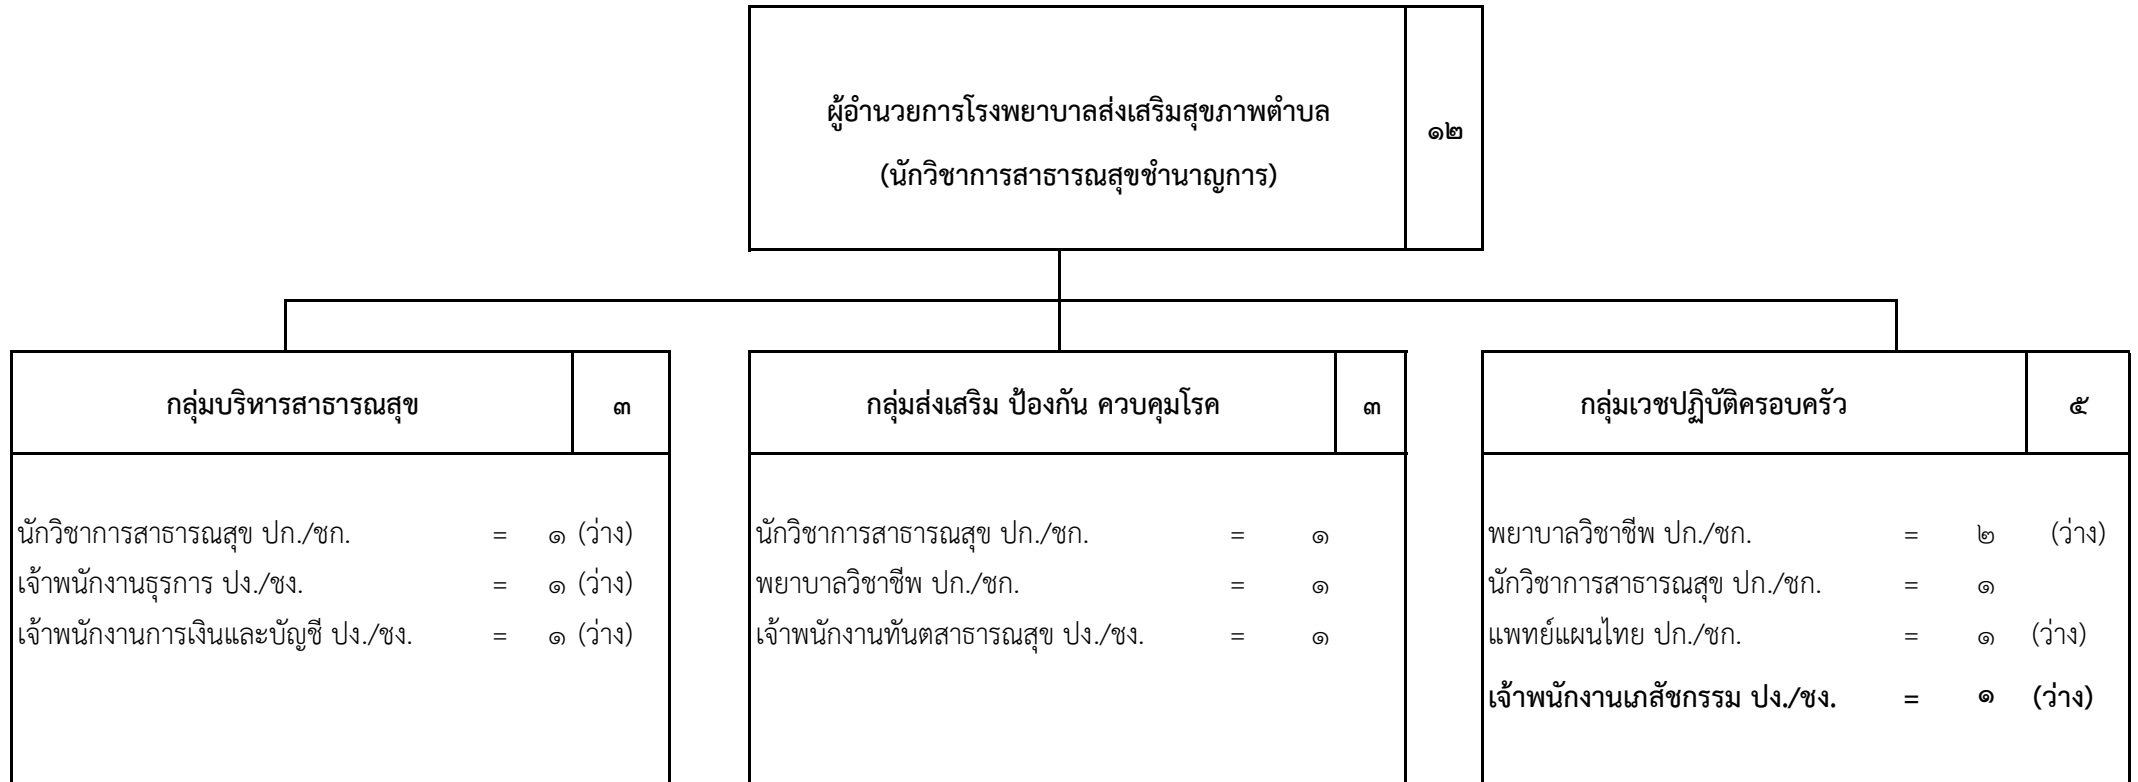 ผู้อำนวยการโรงพยาบาลส่งเสริมสุขภาพตำบล
(นักวิชาการสาธารณสุขชำนาญการ)
๑๒
กลุ่มบริหารสาธารณสุข ๓
นักวิชาการสาธารณสุข ปก./ชก. = ๑ (ว่าง)
เจ้าพนักงานธุรการ ปง./ชง. = ๑ (ว่าง)
เจ้าพนักงานการเงินและบัญชี ปง./ชง. = ๑ (ว่าง)
กลุ่มส่งเสริม ป้องกัน ควบคุมโรค ๓
นักวิชาการสาธารณสุข ปก./ชก. = ๑
พยาบาลวิชาชีพ ปก./ชก. = ๑
เจ้าพนักงานทันตสาธารณสุข ปง./ชง. = ๑
กลุ่มเวชปฏิบัติครอบครัว ๕
พยาบาลวิชาชีพ ปก./ชก. = ๒ (ว่าง)
นักวิชาการสาธารณสุข ปก./ชก. = ๑
แพทย์แผนไทย ปก./ชก. = ๑ (ว่าง)
เจ้าพนักงานเภสัชกรรม ปง./ชง. = ๑ (ว่าง)